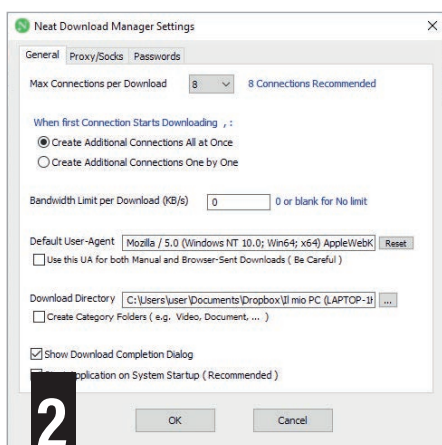 Neat Download Manager Settings
General Proxy/Socks Passwords
Max Connections per Download 8 8 Connections Recommended
When first Connection Starts Downloading , :
Create Additional Connections All at Once
Create Additional Connections One by One
Bandwidth Limit per Download (KB/s) 0 0 or blank for No limit
Default User-Agent Mozilla / 5.0 (Windows NT 10.0; Win64; x64) AppleWebK Reset
Use this UA for both Manual and Browser-Sent Downloads ( Be Careful )
Download Directory C:\Users\user\Documents\Dropbox\Il mio PC (LAPTOP-1 ...
Create Category Folders ( e.g. Video, Document, ... )
Show Download Completion Dialog
pplication on System Startup ( Recommended )
2
OK Cancel